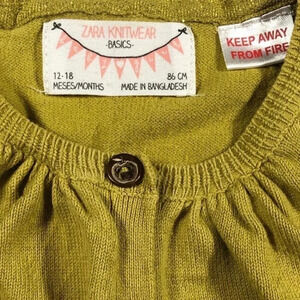 ZARA KNITWEAR
-BASICS-
12-18
MESES/MONTHS
86 CM
MADE IN BANGLADESH
KEEP AWAY
FROM FIRE